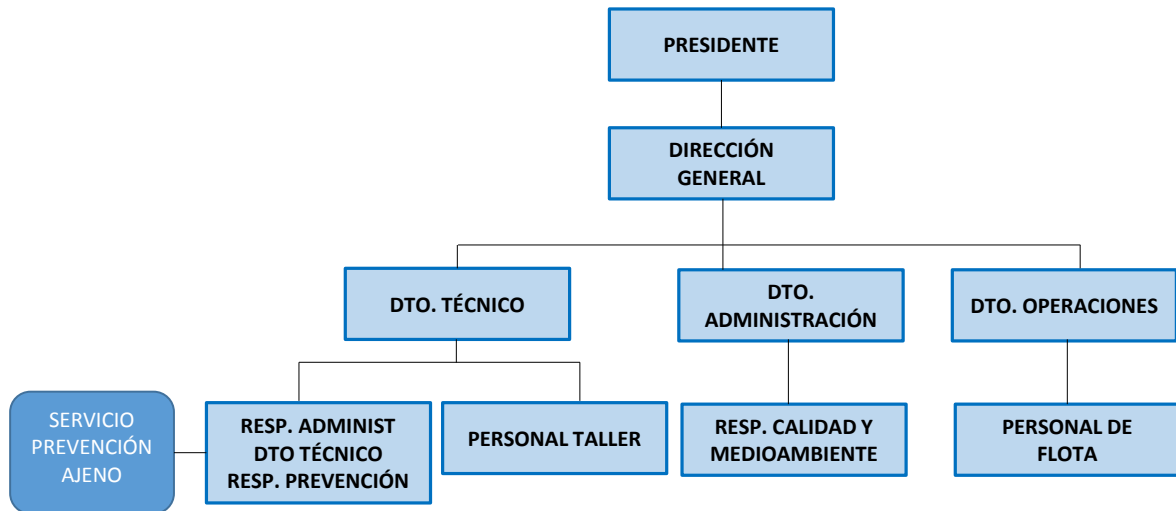 PRESIDENTE
DIRECCIÓN
GENERAL
DTO. TÉCNICO
DTO.
ADMINISTRACIÓN
DTO. OPERACIONES
SERVICIO
PREVENCIÓN
AJENO
RESP. ADMINIST
DTO TÉCNICO
RESP. PREVENCIÓN
PERSONAL TALLER
RESP. CALIDAD Y
MEDIOAMBIENTE
PERSONAL DE
FLOTA